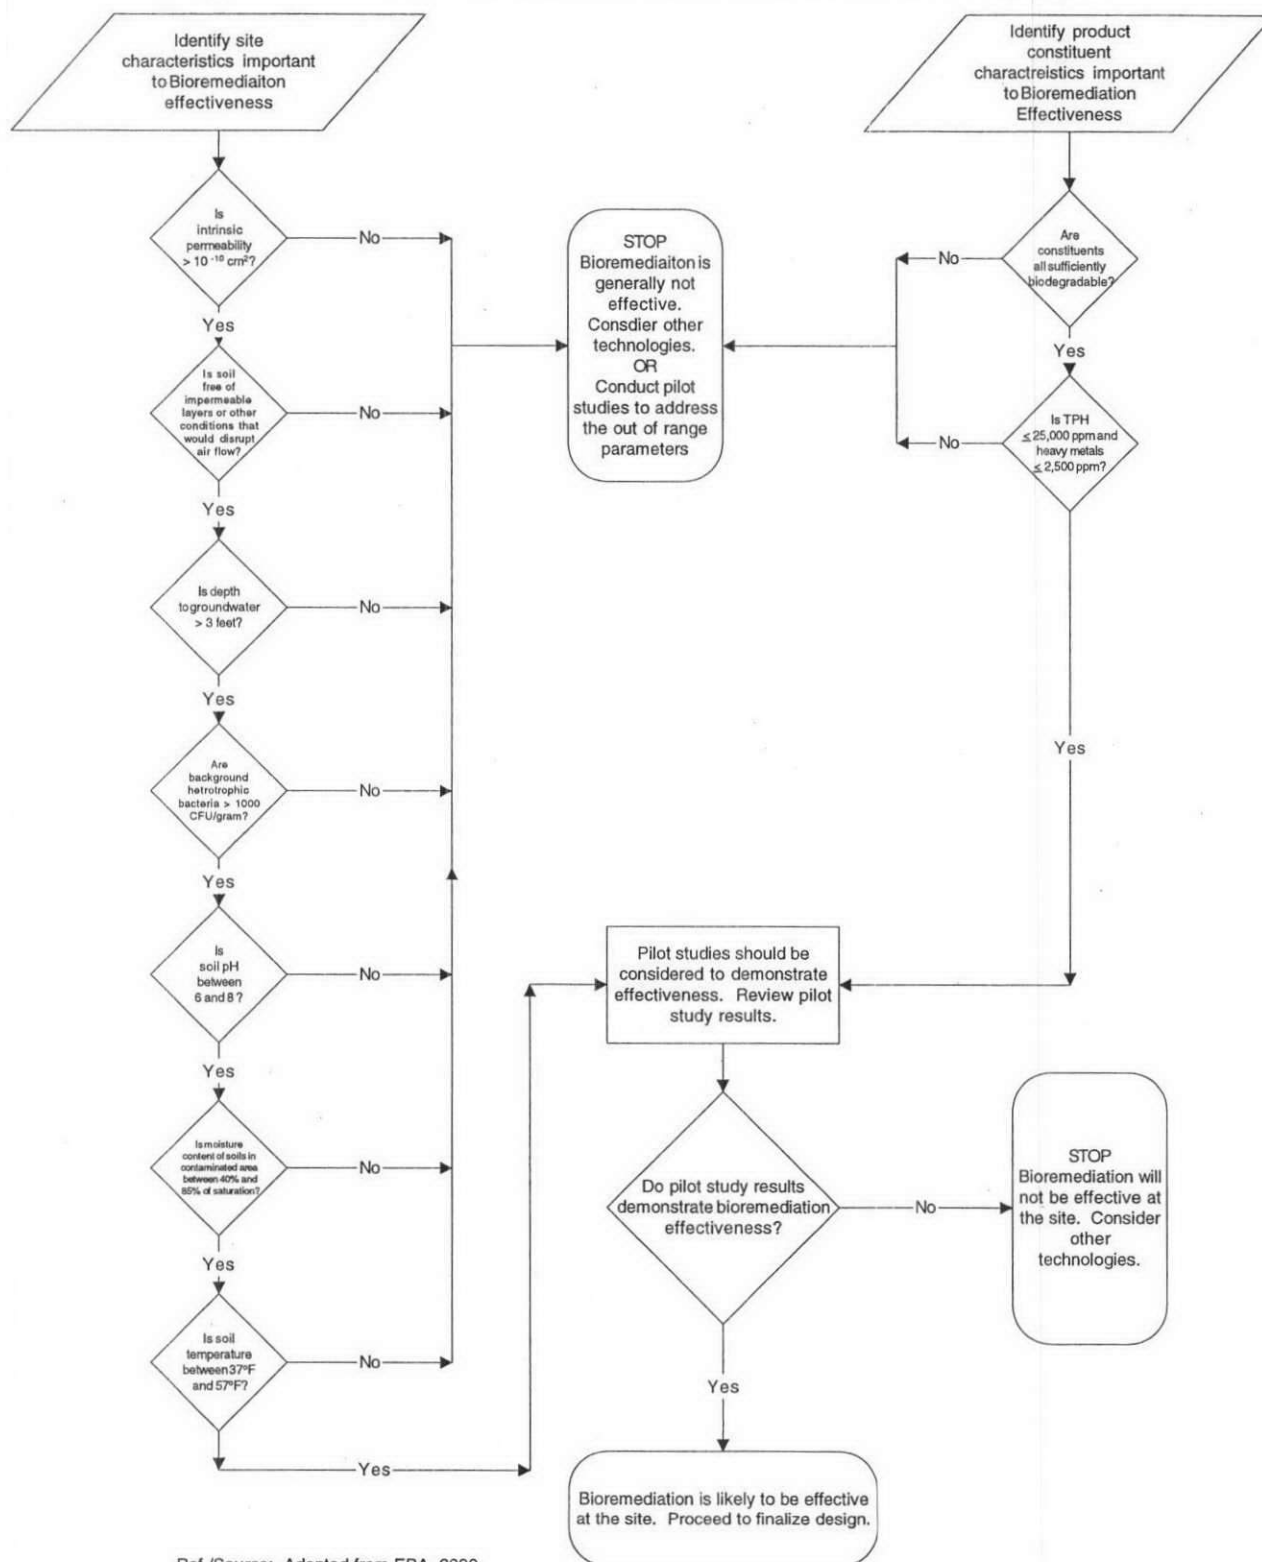 Identify site
characteristics important
to Bioremediaiton
effectiveness
Is
intrinsic
permeability
> 10 -10 cm2?
No
Yes
Is soil
free of
impermeable
layers or other
conditions that
would disrupt
air flow?
No
Yes
Is depth
to groundwater
> 3 feet?
No
Yes
Are
background
hetrotrophic
bacteria > 1000
CFU/gram?
No
Yes
Is
soil pH
between
6 and 8 ?
No
Yes
Is moisture
content of soils in
contaminated area
between 40% and
85% of saturation?
No
Yes
Is soil
temperature
between 37ºF
and 57ºF?
No
Yes
STOP
Bioremediaiton is
generally not
effective.
Consdier other
technologies.
OR
Conduct pilot
studies to address
the out of range
parameters
Identify product
constituent
charactreistics important
to Bioremediation
Effectiveness
Are
constituents
all sufficiently
biodegradable?
No
Yes
Is TPH
≤ 25,000 ppm and
heavy metals
≤ 2,500 ppm?
No
Yes
Pilot studies should be
considered to demonstrate
effectiveness. Review pilot
study results.
Do pilot study results
demonstrate bioremediation
effectiveness?
No
STOP
Bioremediation will
not be effective at
the site. Consider
other
technologies.
Yes
Bioremediation is likely to be effective
at the site. Proceed to finalize design.